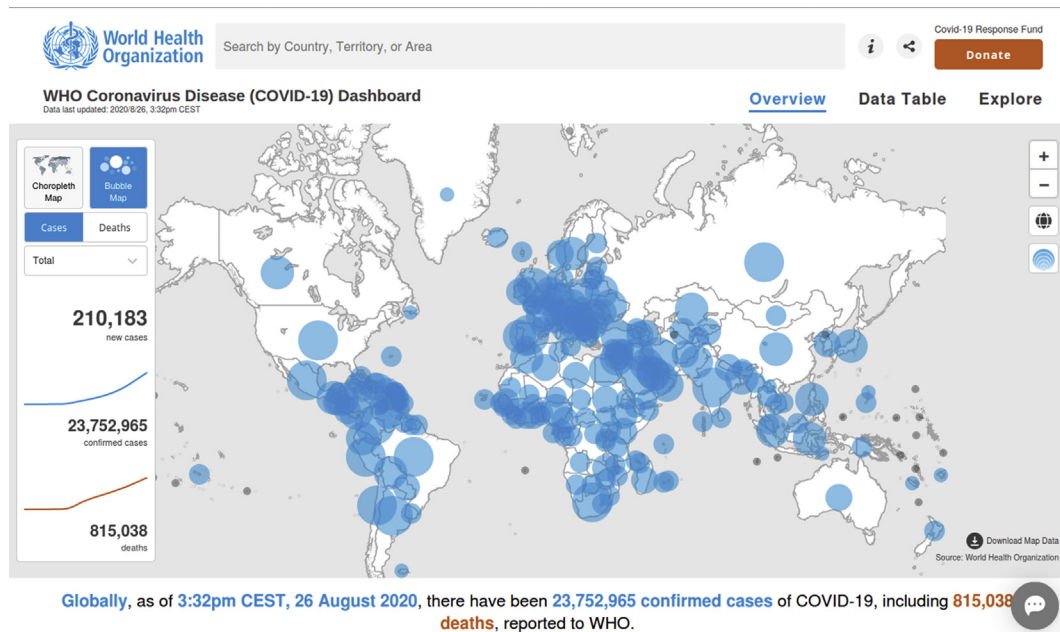 World Health
Organization
Search by Country, Territory, or Area
i
Covid-19 Response Fund
Donate
WHO Coronavirus Disease (COVID-19) Dashboard
Data last updated: 2020/8/26, 3:32pm CEST
Overview
Data Table
Explore
Choropleth
Map
Bubble
Map
Cases
Deaths
Total
210,183
new cases
23,752,965
confirmed cases
815,038
deaths
+
−
Download Map Data
Source: World Health Organization
Globally, as of 3:32pm CEST, 26 August 2020, there have been 23,752,965 confirmed cases of COVID-19, including 815,038
deaths, reported to WHO.